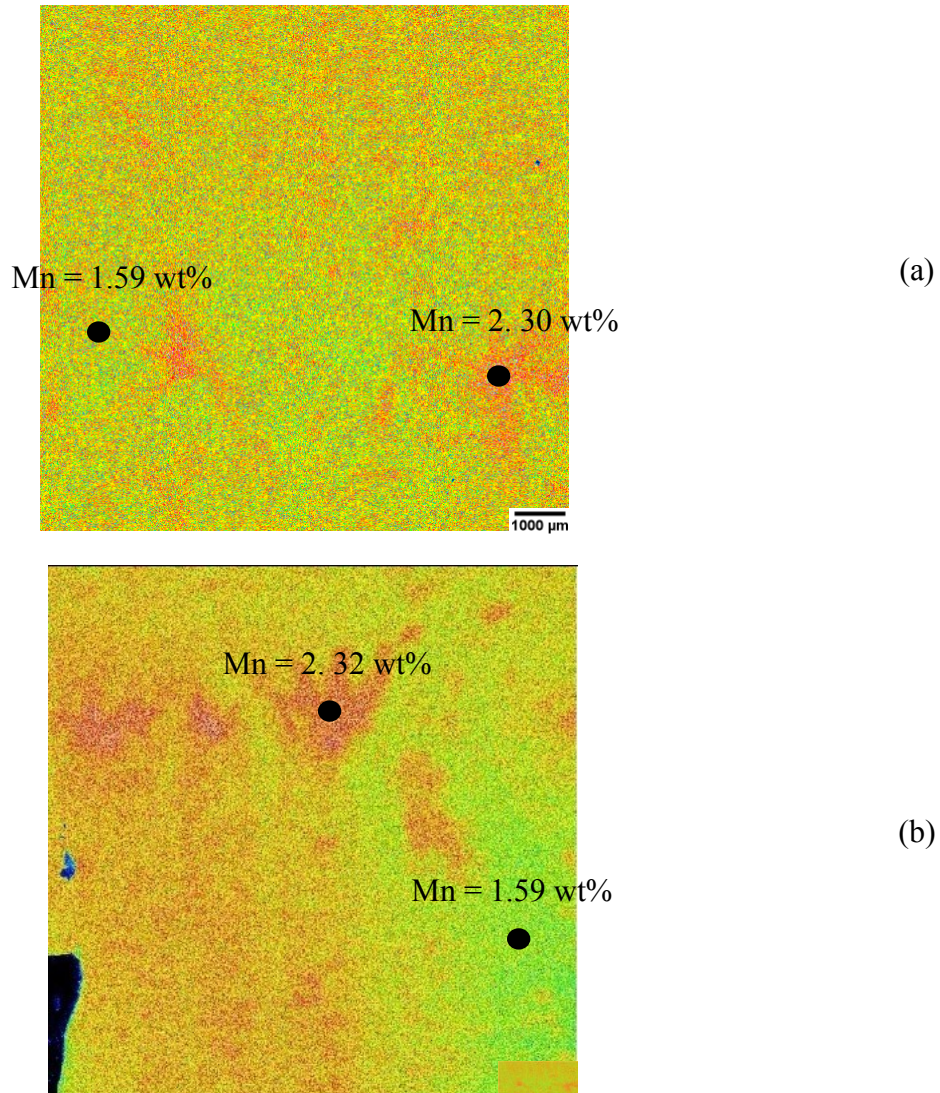 (a)
Mn = 1.59 wt%
Mn = 2. 30 wt%
1000 µm
Mn = 2. 32 wt%
(b)
Mn = 1.59 wt%